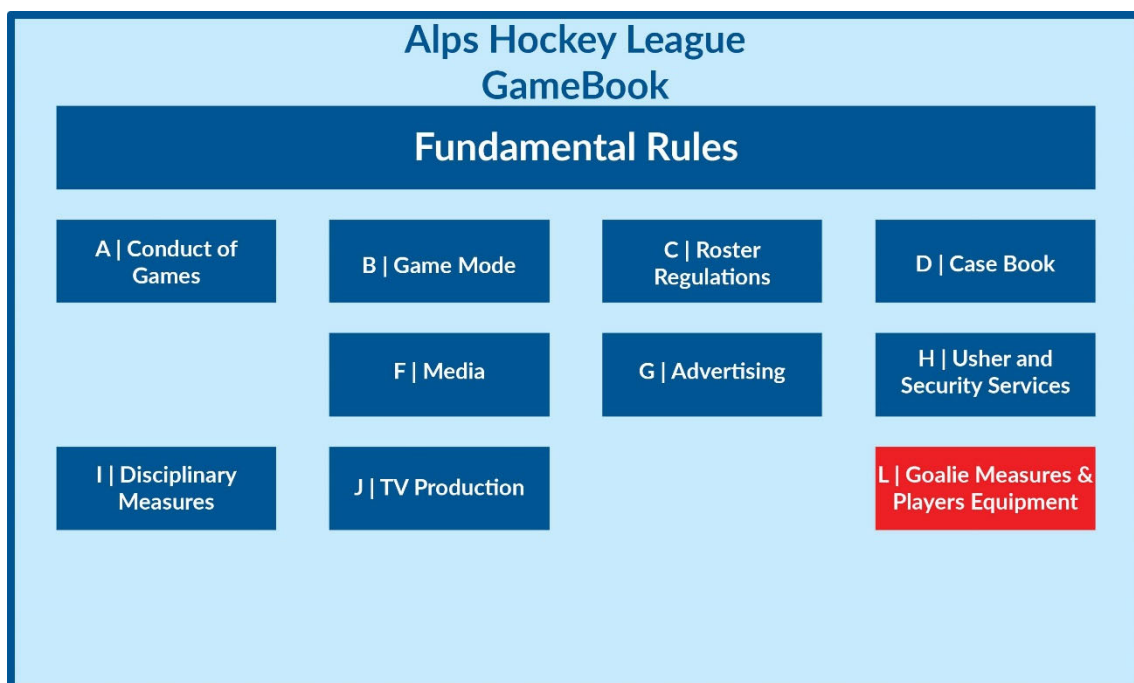 Alps Hockey League
GameBook
Fundamental Rules
A | Conduct of
Games
B | Game Mode
C | Roster
Regulations
D | Case Book
F | Media
G | Advertising
H | Usher and
Security Services
I | Disciplinary
Measures
J | TV Production
L | Goalie Measures &
Players Equipment